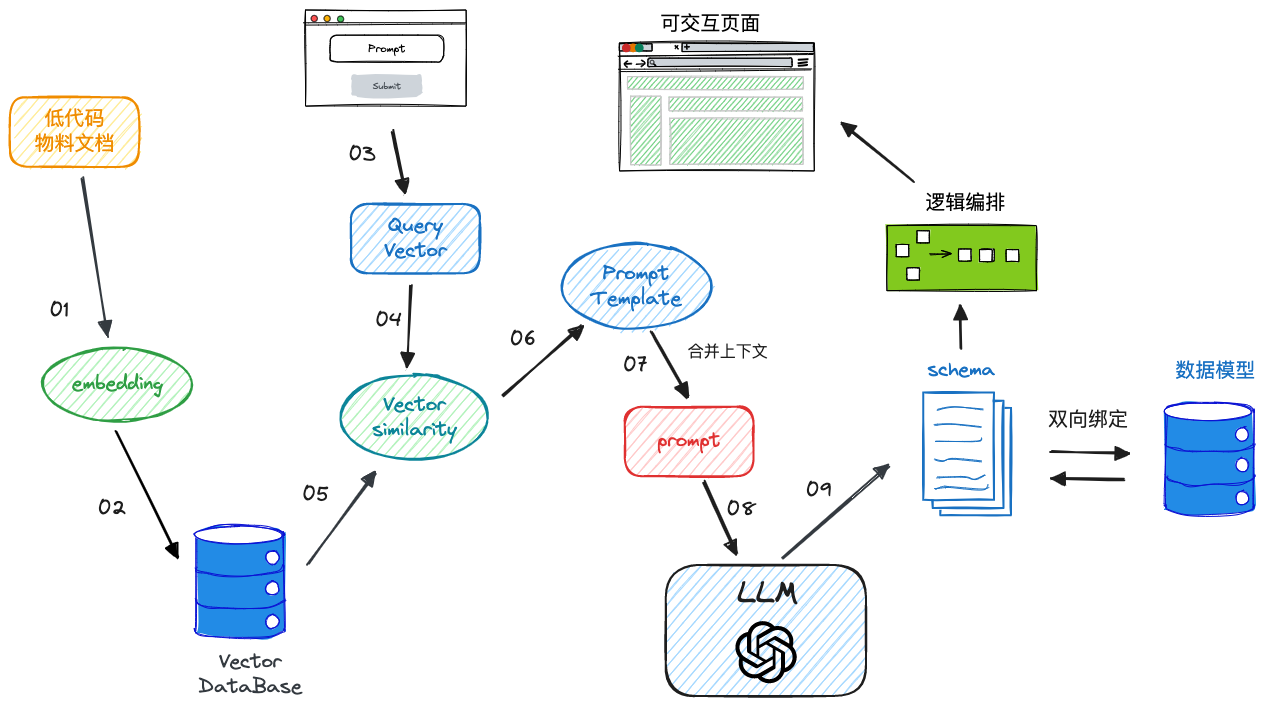 可交互页面
Prompt
Submit
低代码
物料文档
03
Query
Vector
逻辑编排
Prompt
Template
01
04
06
07
合并上下文
embedding
schema
数据模型
Vector
similarity
prompt
双向绑定
02
05
08
09
LLM
Vector
DataBase